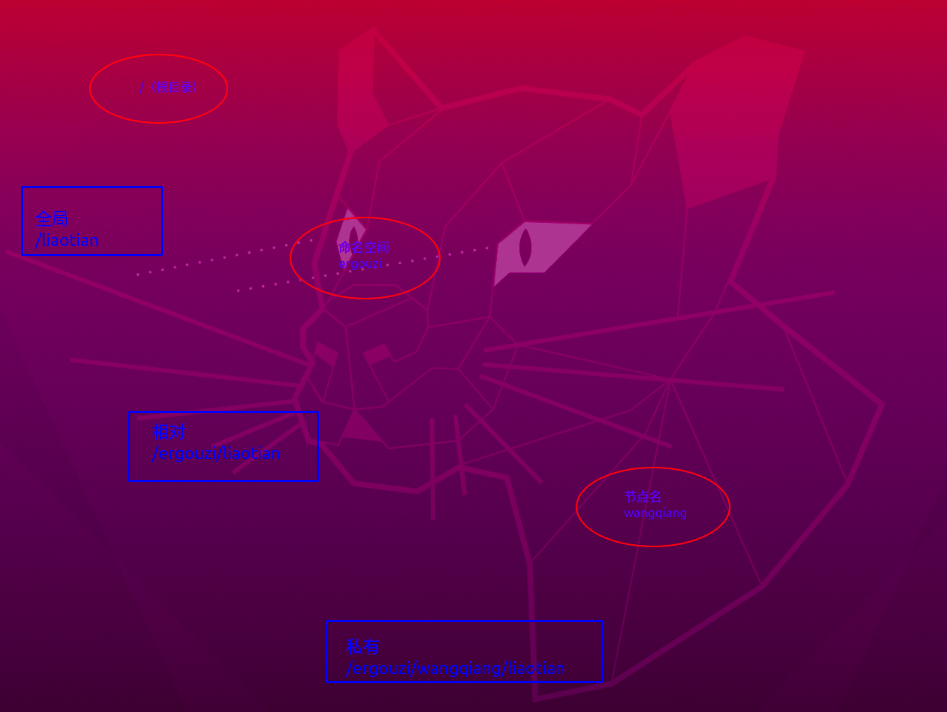 /（根目录）
全局
/liaotian
命名空间
ergouzi
相对
/ergouzi/liaotian
节点名
wangqiang
私有
/ergouzi/wangqiang/liaotian